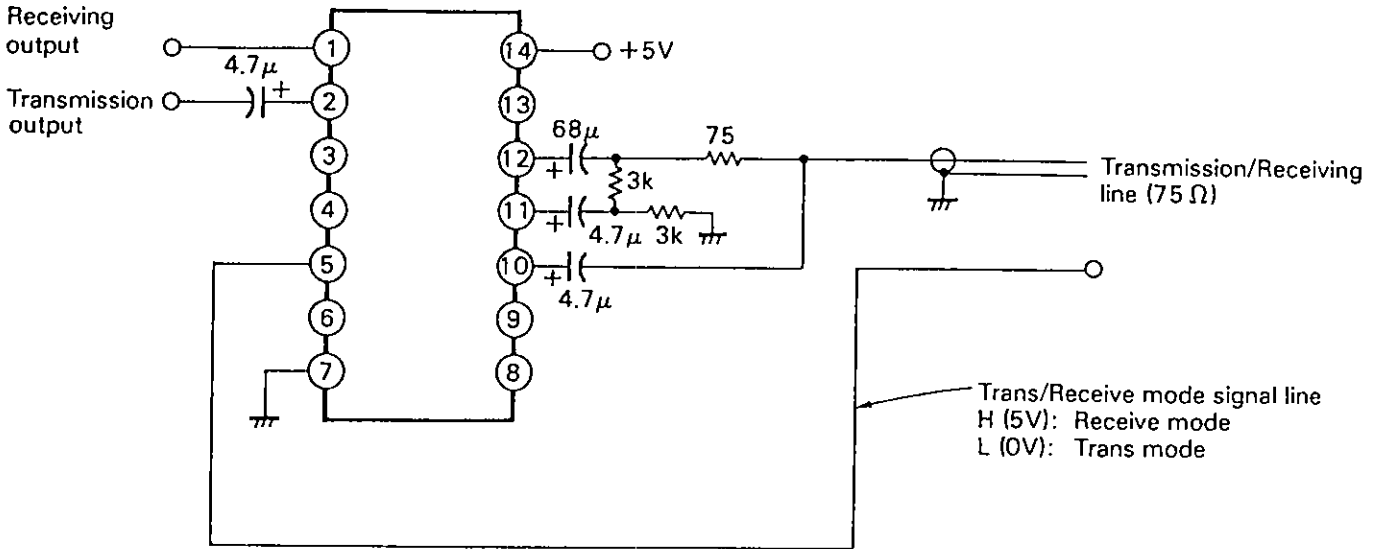 Receiving
output
4.7μ
+
Transmission
output
1
2
3
4
5
6
7
14
13
12
11
10
9
8
+5V
68μ
+
75
3k
+
4.7μ 3k
+
4.7μ
Transmission/Receiving
line (75 Ω)
Trans/Receive mode signal line
H (5V): Receive mode
L (0V): Trans mode